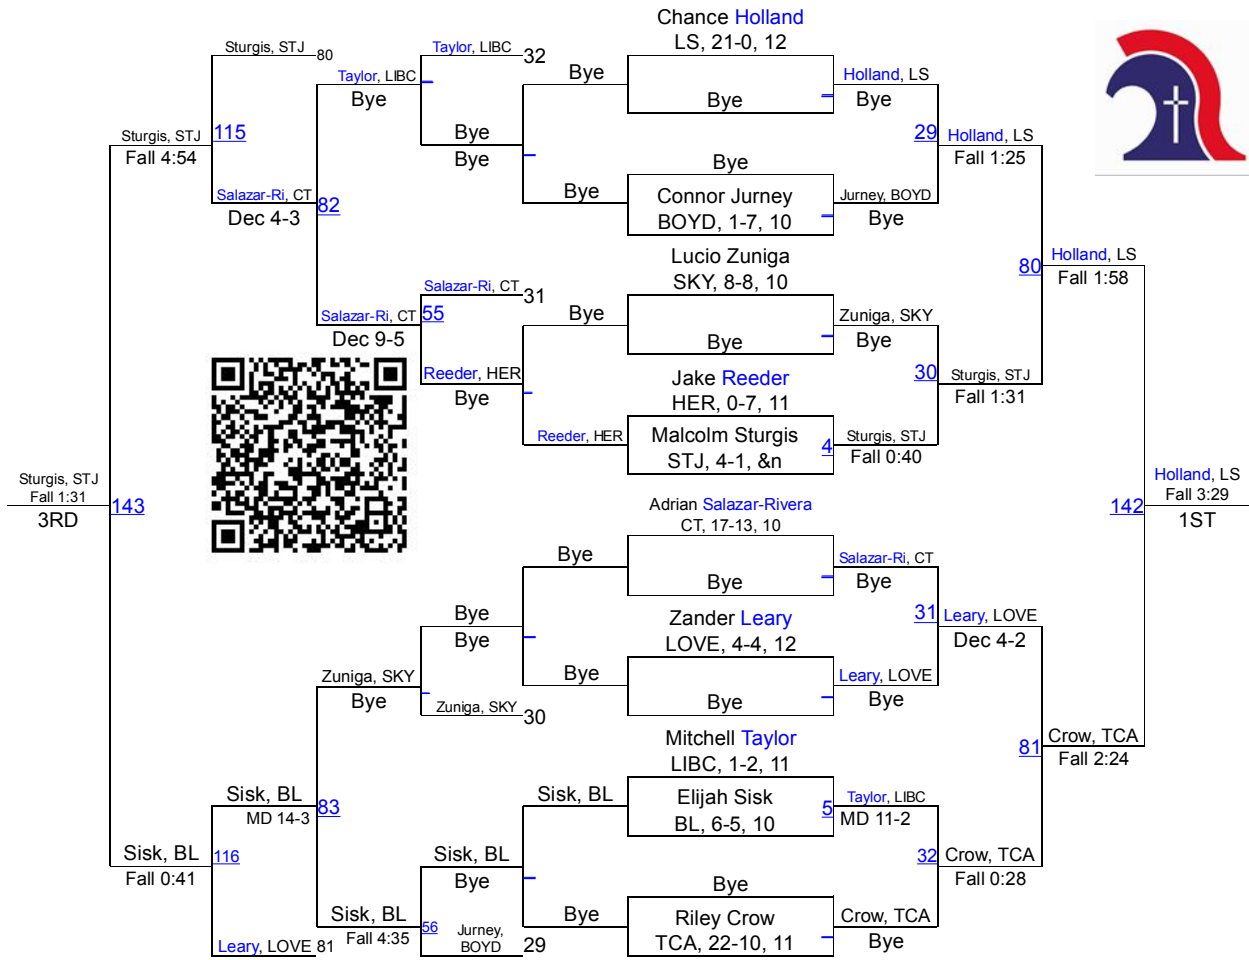 Chance Holland
LS, 21-0, 12
Sturgis, STJ 80
Taylor, LIBC 32
Bye
Taylor, LIBC
Bye
Bye
Holland, LS
Bye
115
Sturgis, STJ
Fall 4:54
Bye
Bye
29
Holland, LS
Fall 1:25
Bye
Salazar-Ri, CT
Dec 4-3
82
Bye
Connor Jurney
BOYD, 1-7, 10
Jurney, BOYD
Bye
Lucio Zuniga
SKY, 8-8, 10
80
Holland, LS
Fall 1:58
Salazar-Ri, CT 31
Salazar-Ri, CT
Dec 9-5
55
Bye
Bye
Zuniga, SKY
Bye
Reeder, HER
Bye
Jake Reeder
HER, 0-7, 11
30
Sturgis, STJ
Fall 1:31
Reeder, HER
Malcolm Sturgis
STJ, 4-1, &n
4
Sturgis, STJ
Fall 0:40
Sturgis, STJ
Fall 1:31
3RD
143
Adrian Salazar-Rivera
CT, 17-13, 10
142
Holland, LS
Fall 3:29
1ST
Bye
Bye
Salazar-Ri, CT
Bye
Bye
Bye
Zander Leary
LOVE, 4-4, 12
31
Leary, LOVE
Dec 4-2
Zuniga, SKY
Bye
Bye
Bye
Leary, LOVE
Bye
Zuniga, SKY 30
Mitchell Taylor
LIBC, 1-2, 11
81
Crow, TCA
Fall 2:24
Sisk, BL
MD 14-3
83
Sisk, BL
Elijah Sisk
BL, 6-5, 10
5
Taylor, LIBC
MD 11-2
Sisk, BL
Fall 0:41
116
Sisk, BL
Bye
Bye
32
Crow, TCA
Fall 0:28
Sisk, BL
Fall 4:35
56
Bye
Riley Crow
TCA, 22-10, 11
Crow, TCA
Bye
Leary, LOVE 81
Jurney,
BOYD
29